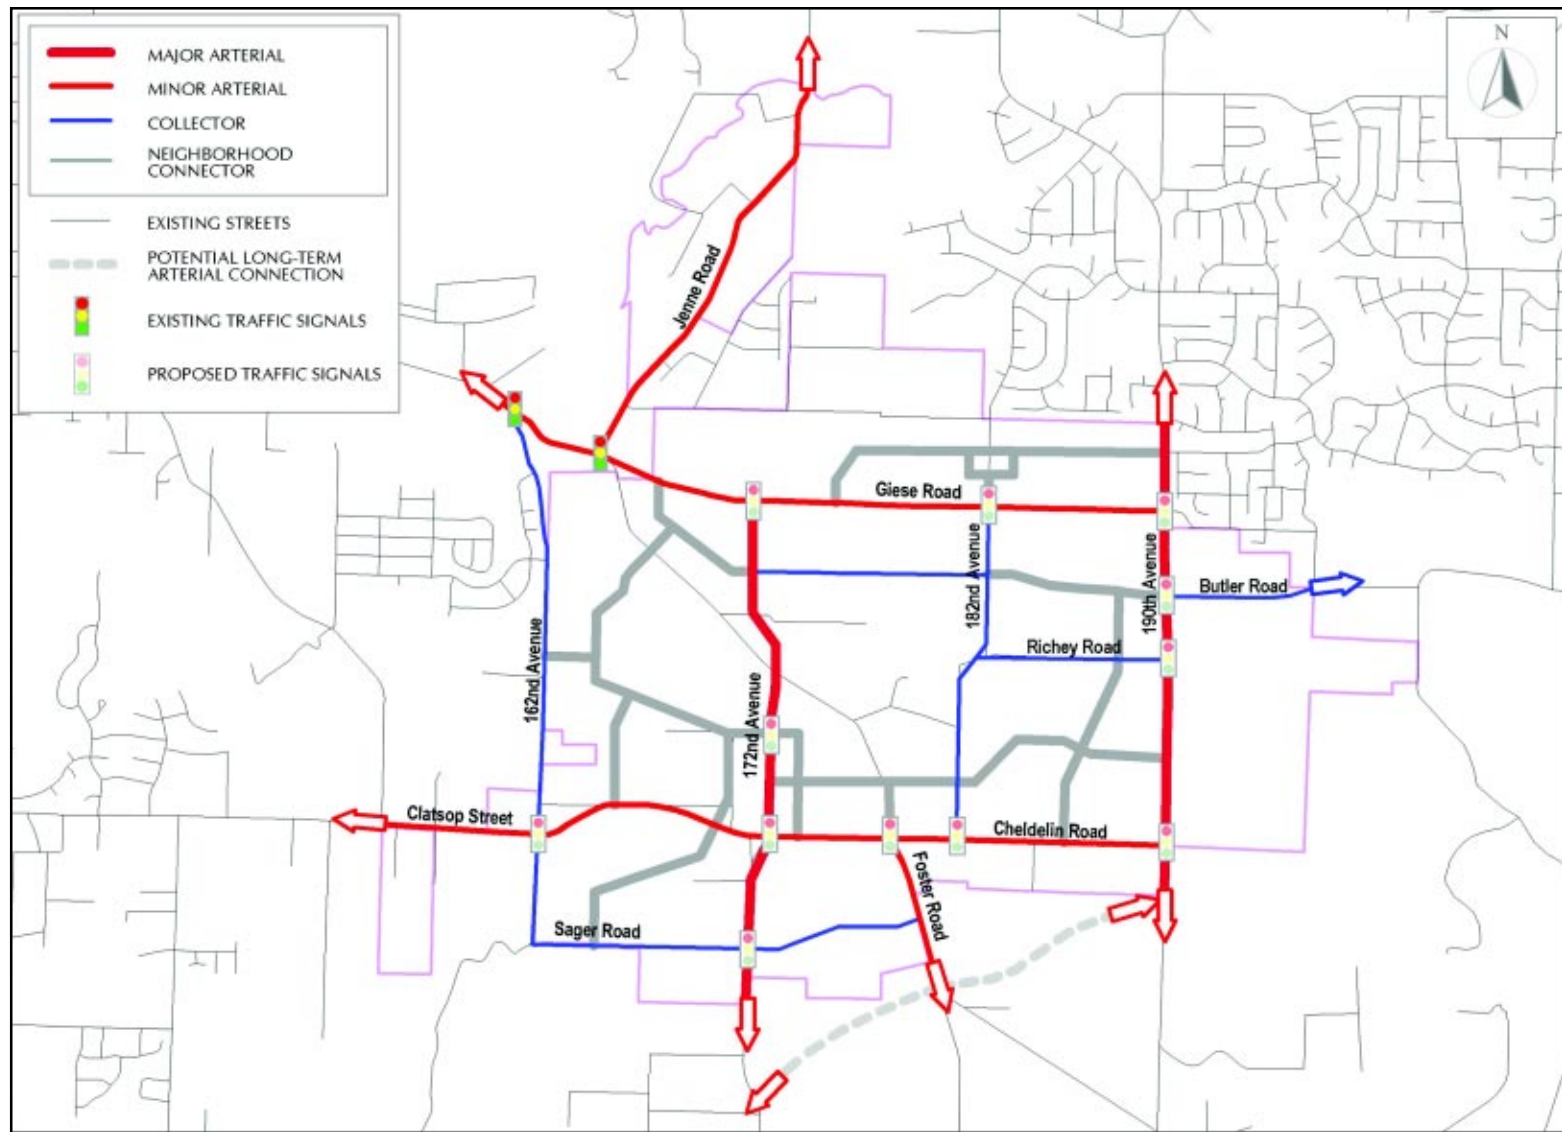 MAJOR ARTERIAL
MINOR ARTERIAL
COLLECTOR
NEIGHBORHOOD
CONNECTOR
EXISTING STREETS
POTENTIAL LONG-TERM
ARTERIAL CONNECTION
EXISTING TRAFFIC SIGNALS
PROPOSED TRAFFIC SIGNALS
N
Jenne Road
Giese Road
182nd Avenue
190th Avenue
Butler Road
Richey Road
162nd Avenue
172nd Avenue
Clatsop Street
Cheldelin Road
Foster Road
Sager Road